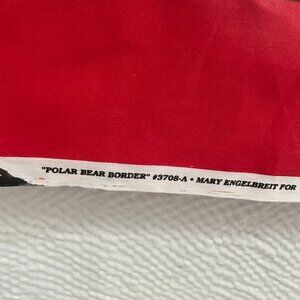 "POLAR BEAR BORDER" #3708-A • MARY ENGELBREIT FOR